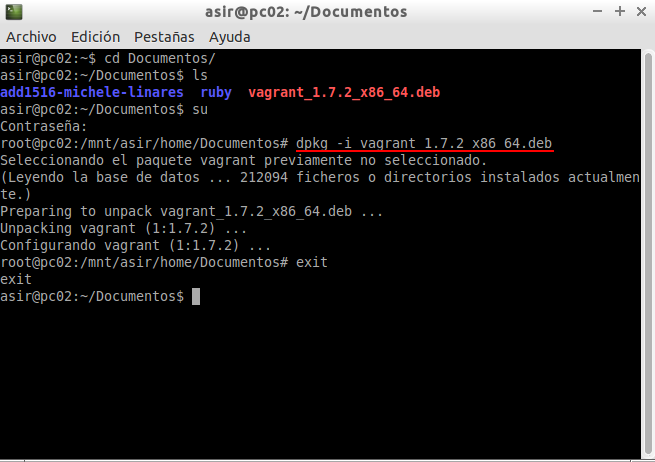 asir@pc02: ~/Documentos
Archivo Edición Pestañas Ayuda
asir@pc02:~$ cd Documentos/
asir@pc02:~/Documentos$ ls
add1516-michele-linares ruby vagrant_1.7.2_x86_64.deb
asir@pc02:~/Documentos$ su
Contraseña:
root@pc02:/mnt/asir/home/Documentos# dpkg -i vagrant_1.7.2_x86_64.deb
Seleccionando el paquete vagrant previamente no seleccionado.
(Leyendo la base de datos ... 212094 ficheros o directorios instalados actualmen
te.)
Preparing to unpack vagrant_1.7.2_x86_64.deb ...
Unpacking vagrant (1:1.7.2) ...
Configurando vagrant (1:1.7.2) ...
root@pc02:/mnt/asir/home/Documentos# exit
exit
asir@pc02:~/Documentos$